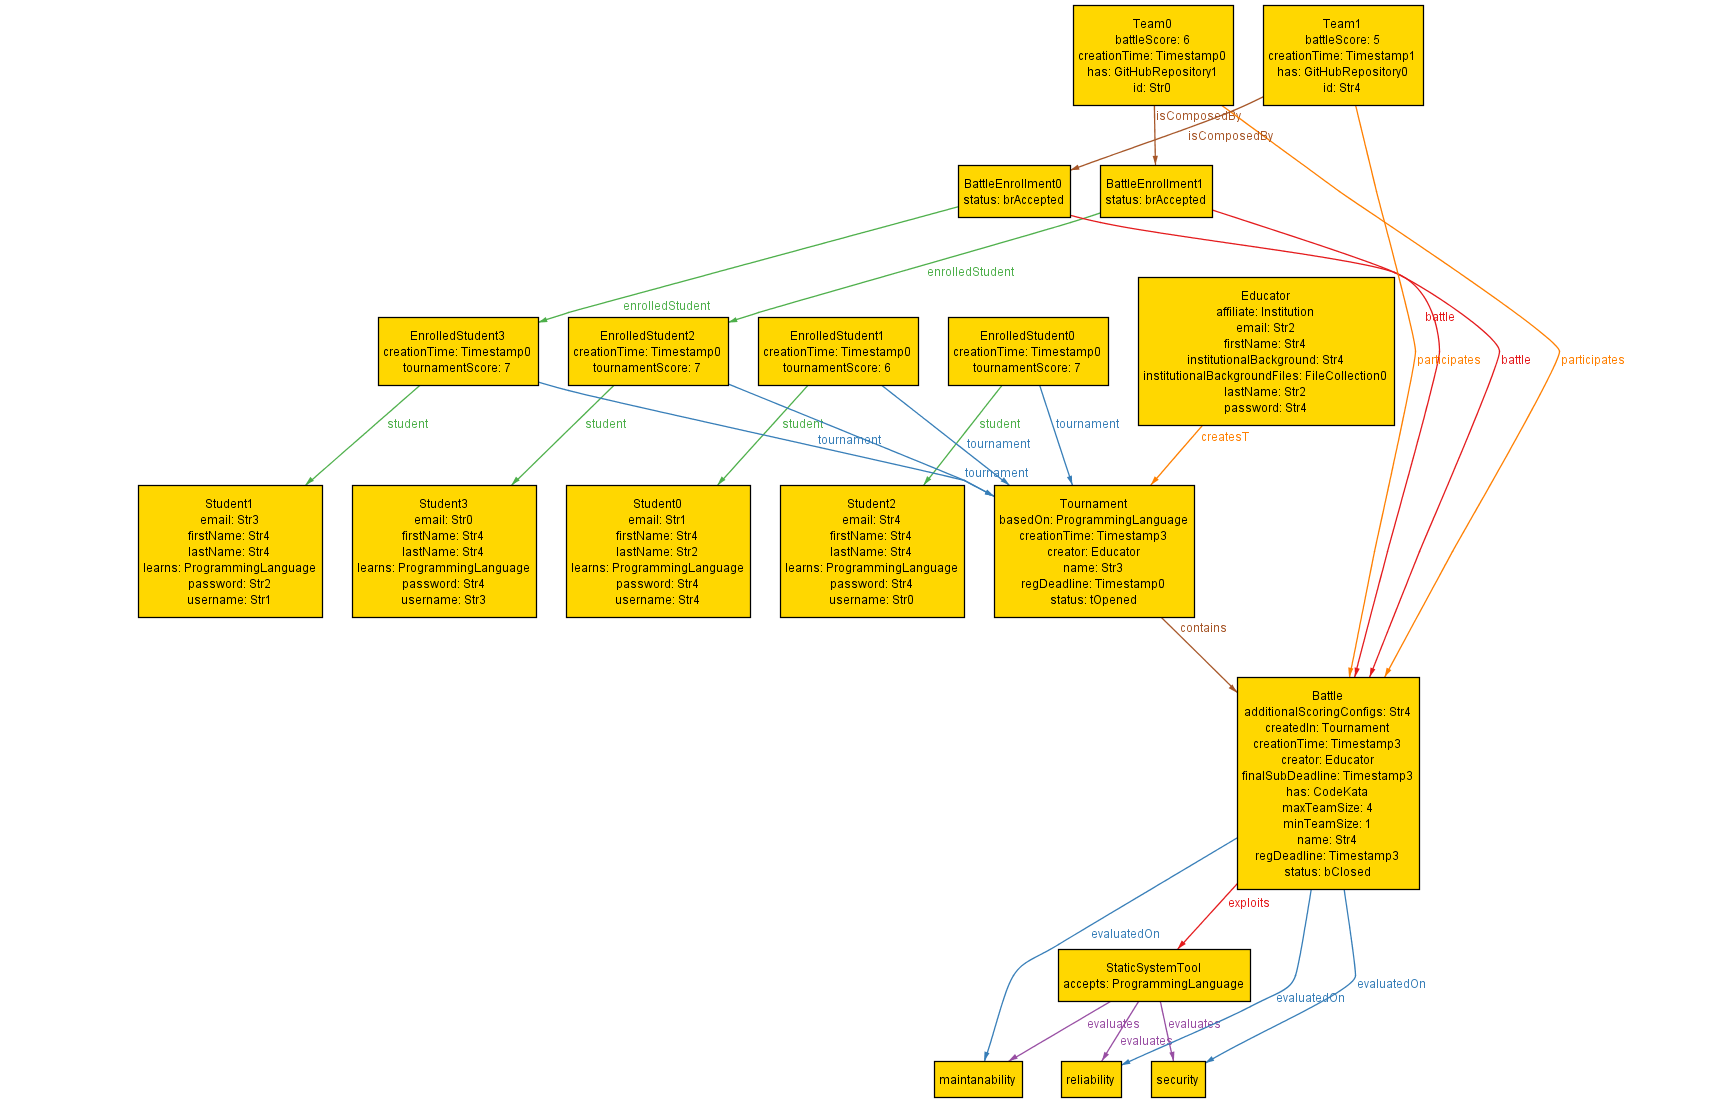 Team0
battleScore: 6
creationTime: Timestamp0
has: GitHubRepository1
id: Str0
Team1
battleScore: 5
creationTime: Timestamp1
has: GitHubRepository0
id: Str4
isComposedBy
isComposedBy
BattleEnrollment0
status: brAccepted
BattleEnrollment1
status: brAccepted
enrolledStudent
enrolledStudent
EnrolledStudent3
creationTime: Timestamp0
tournamentScore: 7
EnrolledStudent2
creationTime: Timestamp0
tournamentScore: 7
EnrolledStudent1
creationTime: Timestamp0
tournamentScore: 6
EnrolledStudent0
creationTime: Timestamp0
tournamentScore: 7
Educator
affiliate: Institution
email: Str2
firstName: Str4
institutionalBackground: Str4
institutionalBackgroundFiles: FileCollection0
lastName: Str2
password: Str4
battle
participates
battle
participates
student
student
student
student
tournament
tournament
tournament
tournament
createsT
Student1
email: Str3
firstName: Str4
lastName: Str4
learns: ProgrammingLanguage
password: Str2
username: Str1
Student3
email: Str0
firstName: Str4
lastName: Str4
learns: ProgrammingLanguage
password: Str4
username: Str3
Student0
email: Str1
firstName: Str4
lastName: Str2
learns: ProgrammingLanguage
password: Str4
username: Str4
Student2
email: Str4
firstName: Str4
lastName: Str4
learns: ProgrammingLanguage
password: Str4
username: Str0
Tournament
basedOn: ProgrammingLanguage
creationTime: Timestamp3
creator: Educator
name: Str3
regDeadline: Timestamp0
status: tOpened
contains
Battle
additionalScoringConfigs: Str4
createdIn: Tournament
creationTime: Timestamp3
creator: Educator
finalSubDeadline: Timestamp3
has: CodeKata
maxTeamSize: 4
minTeamSize: 1
name: Str4
regDeadline: Timestamp3
status: bClosed
exploits
evaluatedOn
StaticSystemTool
accepts: ProgrammingLanguage
evaluatedOn
evaluatedOn
evaluates
evaluates
evaluates
maintanability
reliability
security